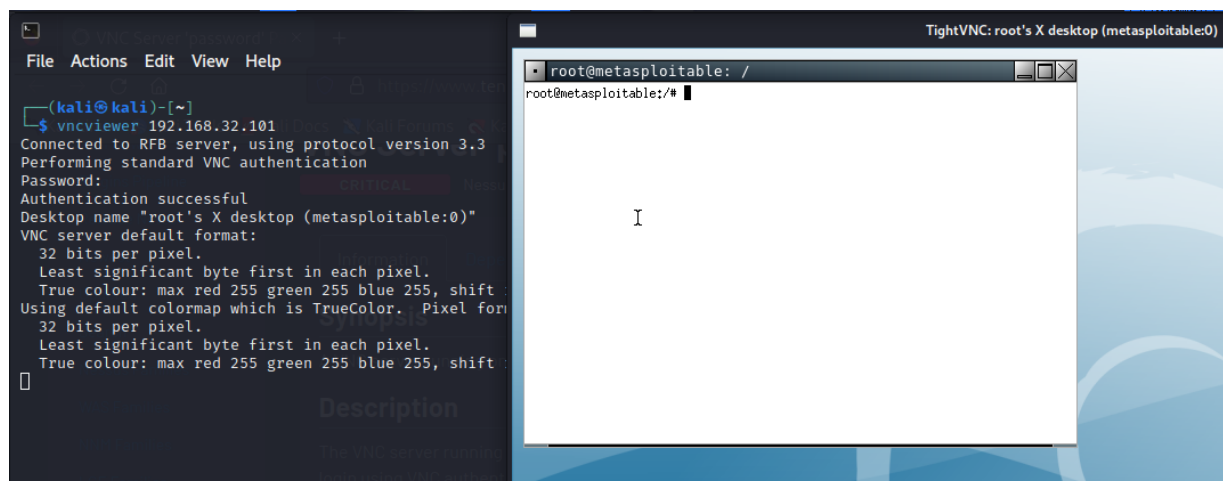 File Actions Edit View Help
(kali㉿kali)-[~]
$ vncviewer 192.168.32.101
Connected to RFB server, using protocol version 3.3
Performing standard VNC authentication
Password:
Authentication successful
Desktop name "root's X desktop (metasploitable:0)"
VNC server default format:
32 bits per pixel.
Least significant byte first in each pixel.
True colour: max red 255 green 255 blue 255, shift
Using default colormap which is TrueColor. Pixel for
32 bits per pixel.
Least significant byte first in each pixel.
True colour: max red 255 green 255 blue 255, shift
CRITICAL
Information
Synopsis
Description
The VNC server running
TightVNC: root's X desktop (metasploitable:0)
root@metasploitable: /
root@metasploitable:/#